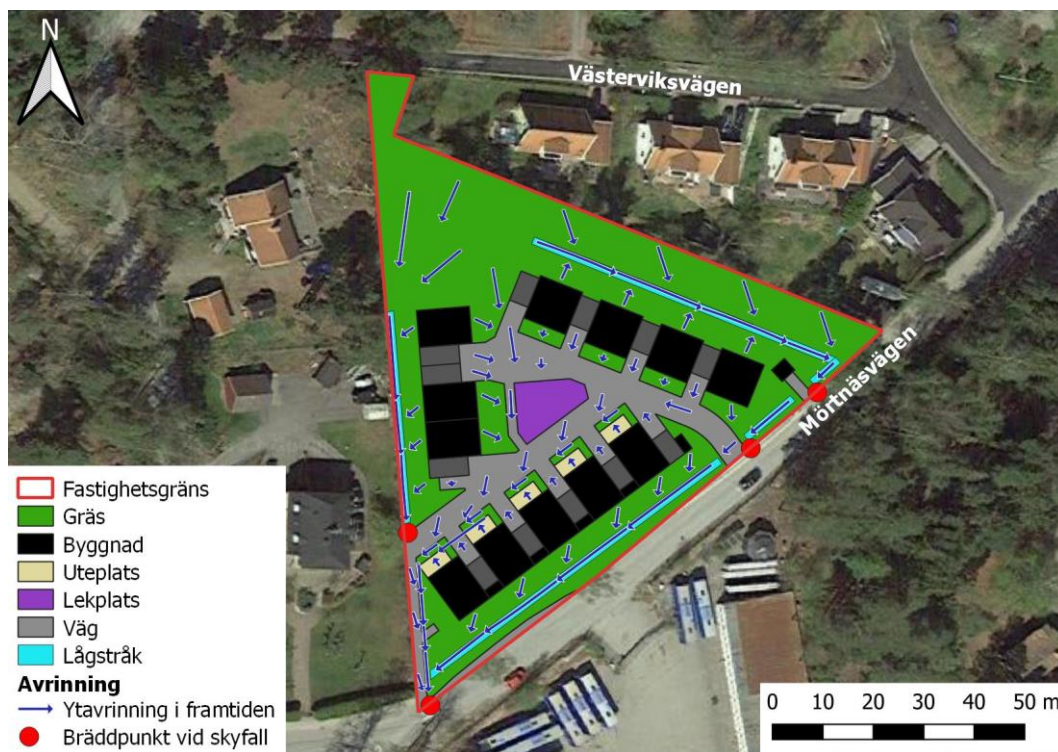 N
Västerviksvägen
Mörtnäsvägen
Fastighetsgräns
Gräs
Byggnad
Uteplats
Lekplats
Väg
Lågstråk
Avrinning
Ytavrinning i framtiden
Bräddpunkt vid skyfall
0 10 20 30 40 50 m